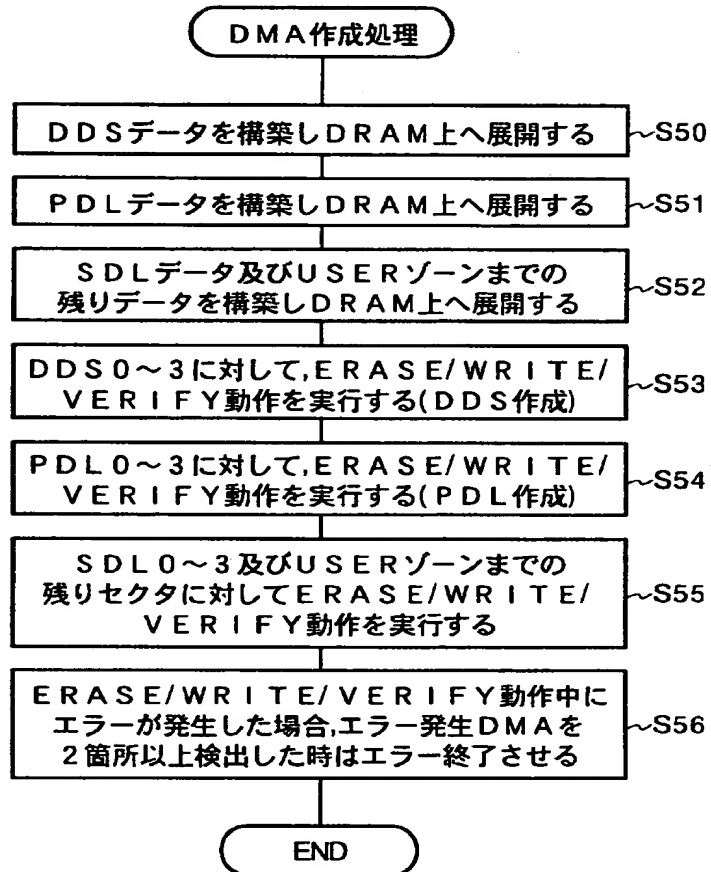 DMA作成処理
DDSデータを構築しDRAM上へ展開する
~S50
PDLデータを構築しDRAM上へ展開する
~S51
SDLデータ及びUSERゾーンまでの
残りデータを構築しDRAM上へ展開する
~S52
DDS0~3に対して,ERASE/WRITE/
VERIFY動作を実行する(DDS作成)
~S53
PDL0~3に対して,ERASE/WRITE/
VERIFY動作を実行する(PDL作成)
~S54
SDL0~3及びUSERゾーンまでの
残りセクタに対してERASE/WRITE/
VERIFY動作を実行する
~S55
ERASE/WRITE/VERIFY動作中に
エラーが発生した場合,エラー発生DMAを
2箇所以上検出した時はエラー終了させる
~S56
END